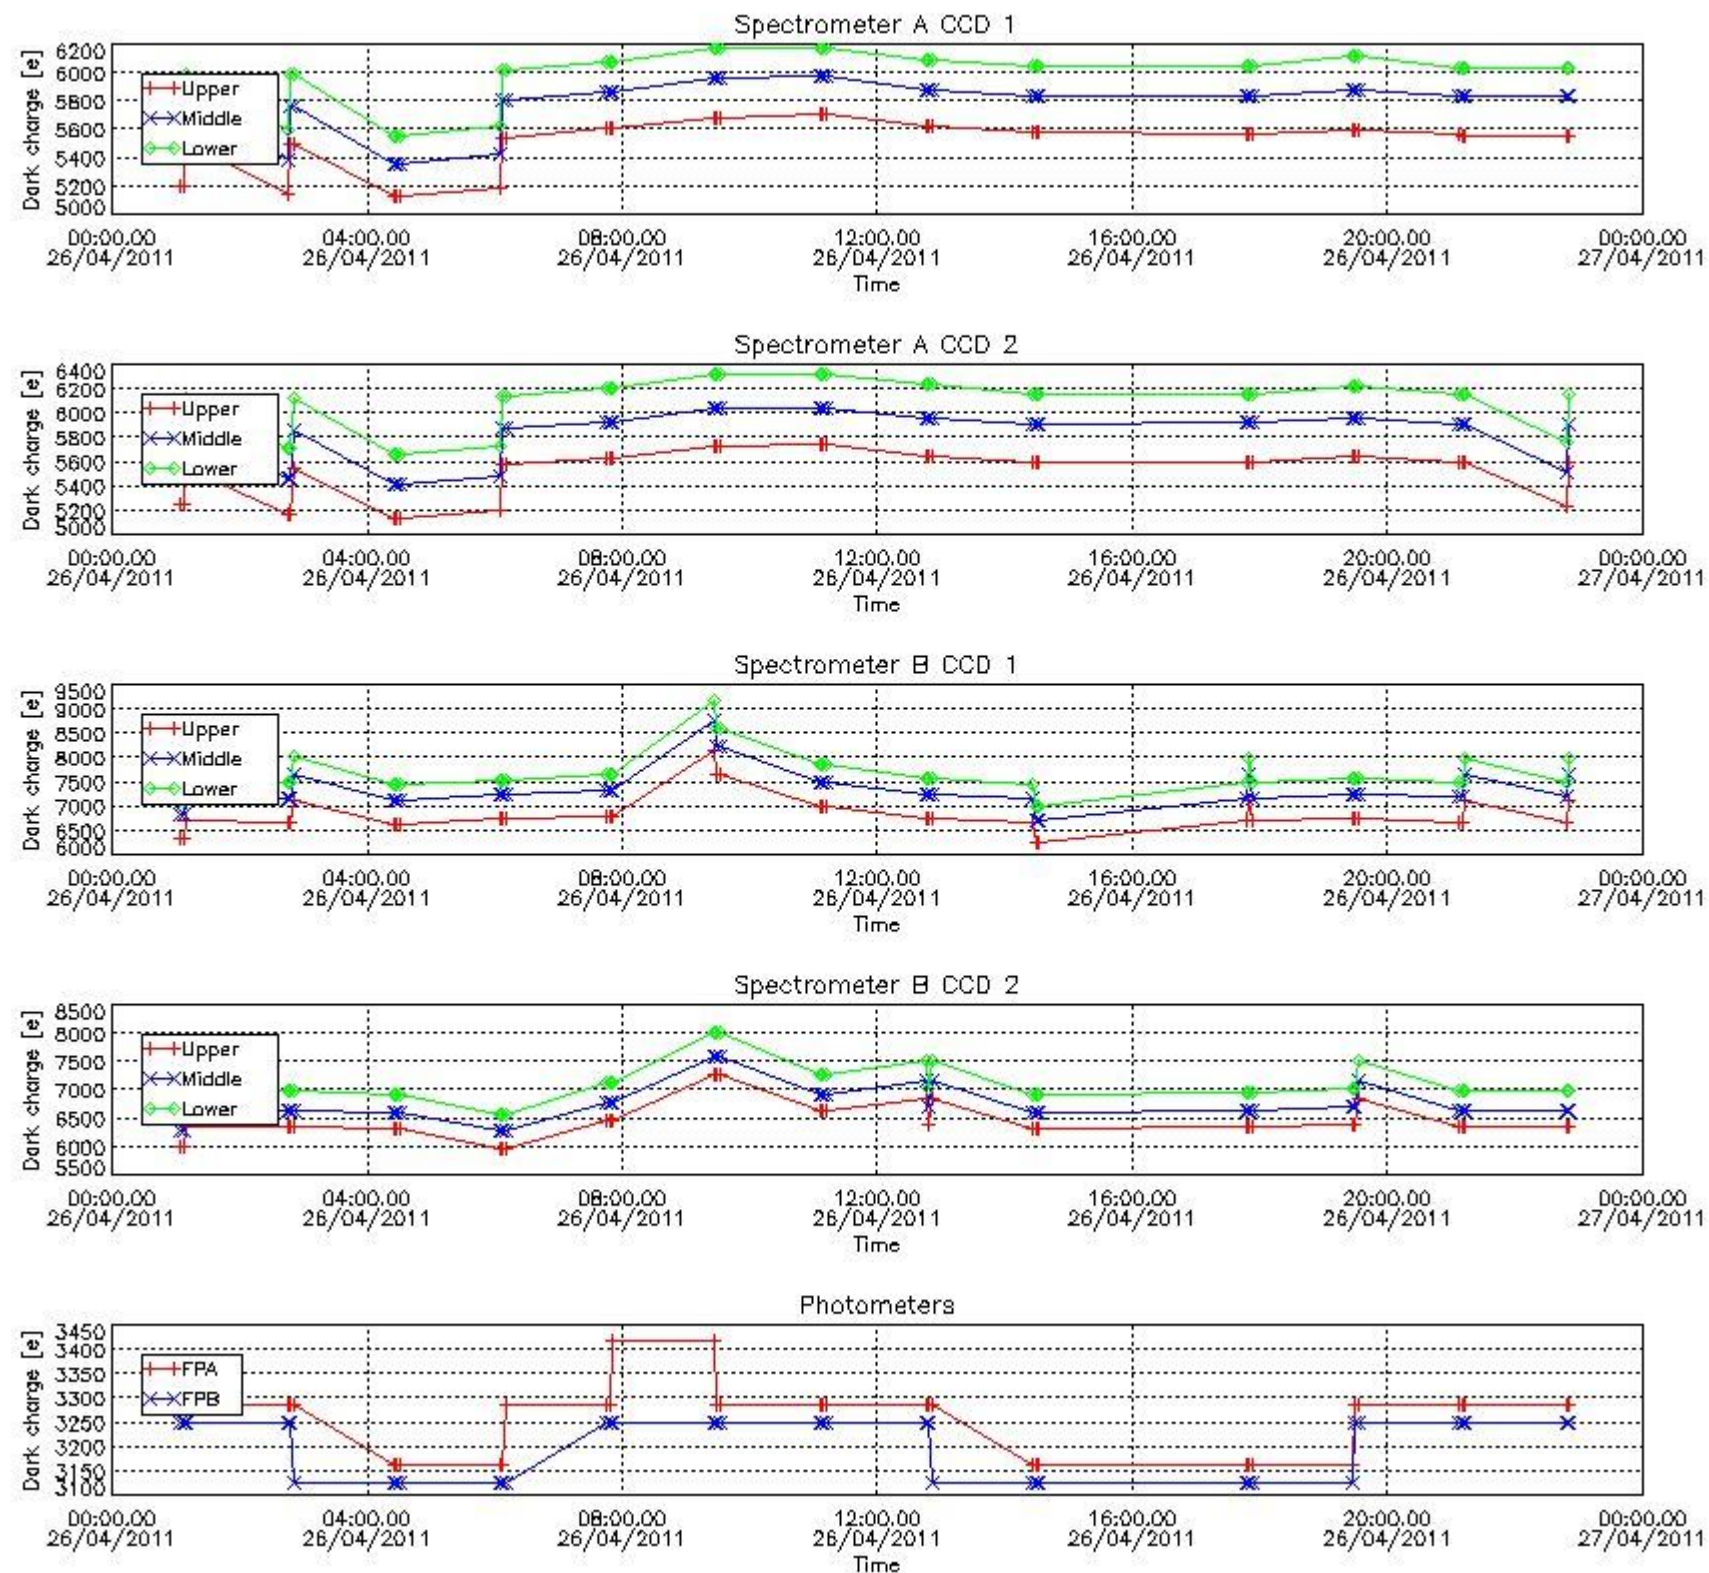 Spectrometer A CCD 1
Dark charge [e]
6200
6000
5800
5600
5400
5200
5000
Upper
Middle
Lower
00:00.00 04:00.00 08:00.00 12:00.00 16:00.00 20:00.00 00:00.00
26/04/2011 26/04/2011 26/04/2011 26/04/2011 26/04/2011 26/04/2011 27/04/2011
Time
Spectrometer A CCD 2
Dark charge [e]
6400
6200
6000
5800
5600
5400
5200
5000
Upper
Middle
Lower
00:00.00 04:00.00 08:00.00 12:00.00 16:00.00 20:00.00 00:00.00
26/04/2011 26/04/2011 26/04/2011 26/04/2011 26/04/2011 26/04/2011 27/04/2011
Time
Spectrometer B CCD 1
Dark charge [e]
9500
9000
8500
8000
7500
7000
6500
6000
Upper
Middle
Lower
00:00.00 04:00.00 08:00.00 12:00.00 16:00.00 20:00.00 00:00.00
26/04/2011 26/04/2011 26/04/2011 26/04/2011 26/04/2011 26/04/2011 27/04/2011
Time
Spectrometer B CCD 2
Dark charge [e]
8500
8000
7500
7000
6500
6000
5500
Upper
Middle
Lower
00:00.00 04:00.00 08:00.00 12:00.00 16:00.00 20:00.00 00:00.00
26/04/2011 26/04/2011 26/04/2011 26/04/2011 26/04/2011 26/04/2011 27/04/2011
Time
Photometers
Dark charge [e]
3450
3400
3350
3300
3250
3200
3150
3100
FPA
FPB
00:00.00 04:00.00 08:00.00 12:00.00 16:00.00 20:00.00 00:00.00
26/04/2011 26/04/2011 26/04/2011 26/04/2011 26/04/2011 26/04/2011 27/04/2011
Time